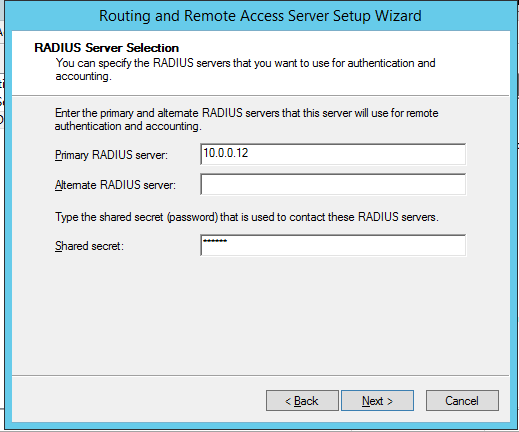 Routing and Remote Access Server Setup Wizard
RADIUS Server Selection
You can specify the RADIUS servers that you want to use for authentication and
accounting.
Enter the primary and alternate RADIUS servers that this server will use for remote
authentication and accounting.
Primary RADIUS server:
10.0.0.12
Alternate RADIUS server:
Type the shared secret (password) that is used to contact these RADIUS servers.
Shared secret:
******
< Back
Next >
Cancel